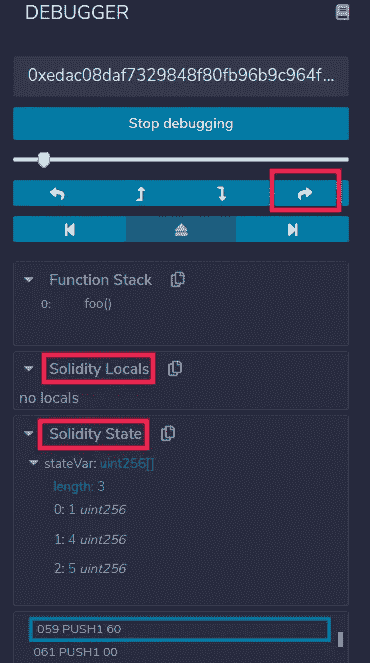 DEBUGGER
0xedac08daf7329848f80fb96b9c964f...
Stop debugging
Function Stack
0: foo()
Solidity Locals
no locals
Solidity State
stateVar: uint256[]
length: 3
0: 1 uint256
1: 4 uint256
2: 5 uint256
059 PUSH1 60
061 PUSH1 00